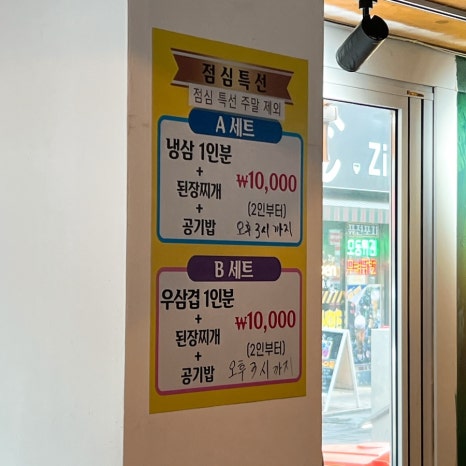 점심특선
점심 특선 주말 제외
A 세트
냉삼 1인분
+
된장찌개
+
공기밥
₩10,000
(2인부터)
오후 3시 까지
B 세트
우삼겹 1인분
+
된장찌개
+
공기밥
₩10,000
(2인부터)
오후 3시 까지
Zi